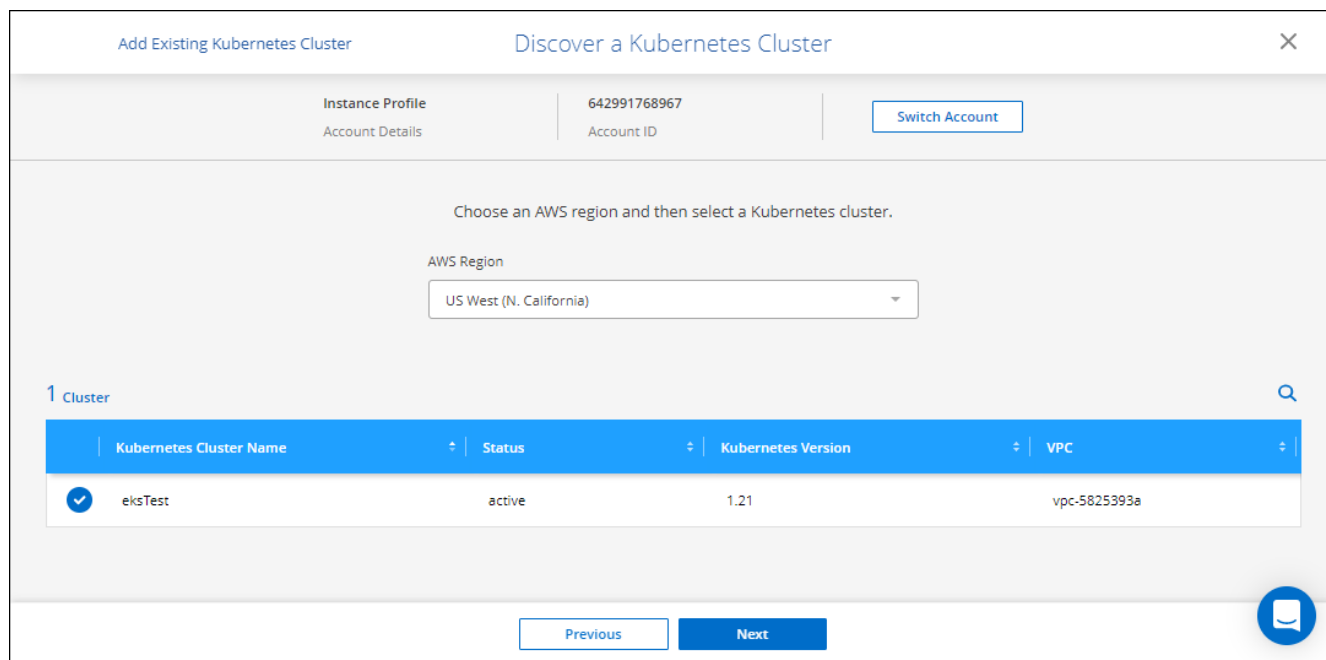 Add Existing Kubernetes Cluster
Discover a Kubernetes Cluster
Instance Profile
Account Details
642991768967
Account ID
Switch Account
Choose an AWS region and then select a Kubernetes cluster.
AWS Region
US West (N. California)
1 Cluster
Kubernetes Cluster Name Status Kubernetes Version VPC
eksTest active 1.21 vpc-5825393a
Previous Next